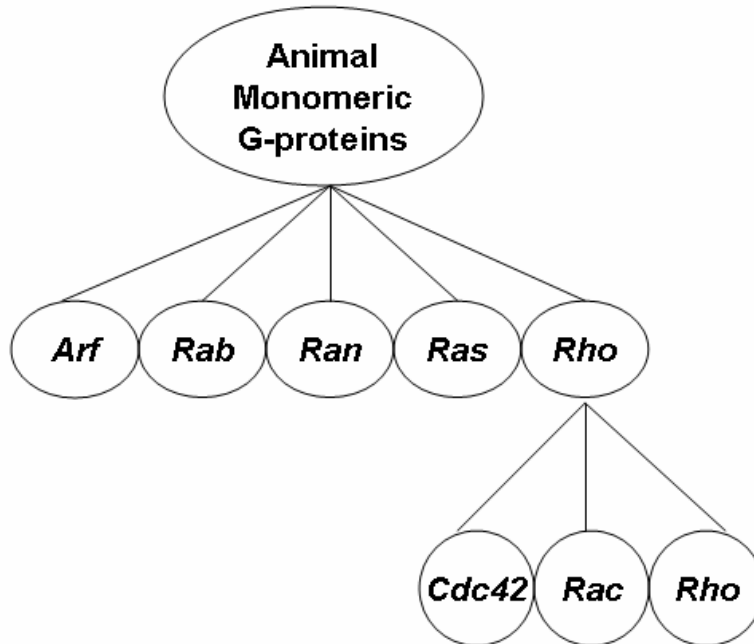 Animal
Monomeric
G-proteins
Arf Rab Ran Ras Rho
Cdc42 Rac Rho